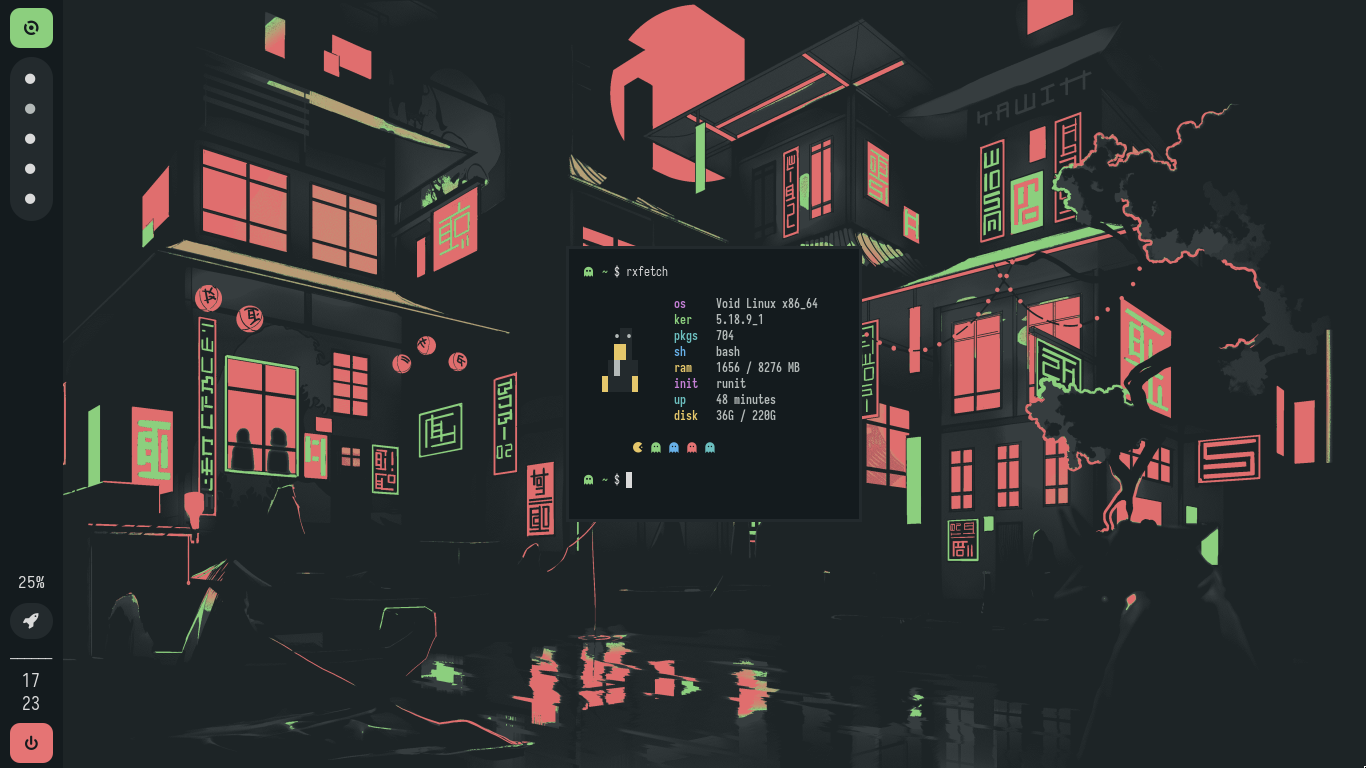 KAWITT
~ $ rxfetch
os Void Linux x86_64
ker 5.18.9_1
pkgs 704
sh bash
ram 1656 / 8276 MB
init runit
up 48 minutes
disk 36G / 220G
~ $
25%
17
23